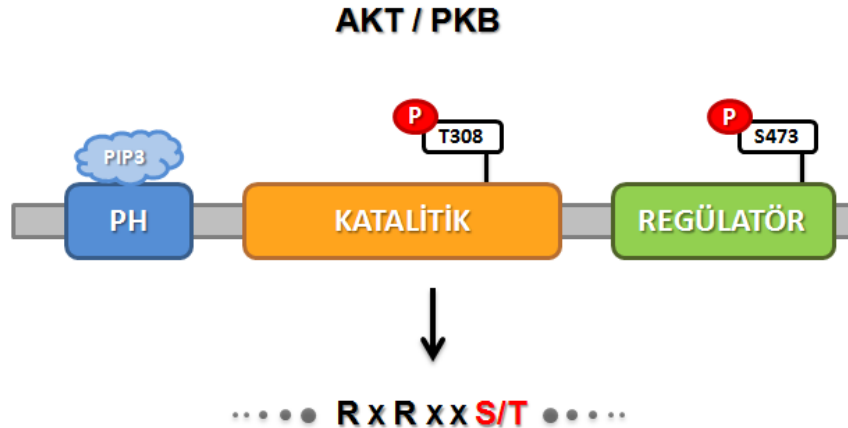 AKT / PKB
P
T308
P
S473
PIP3
PH
KATALİTİK
REGÜLATÖR
R x R x x S/T